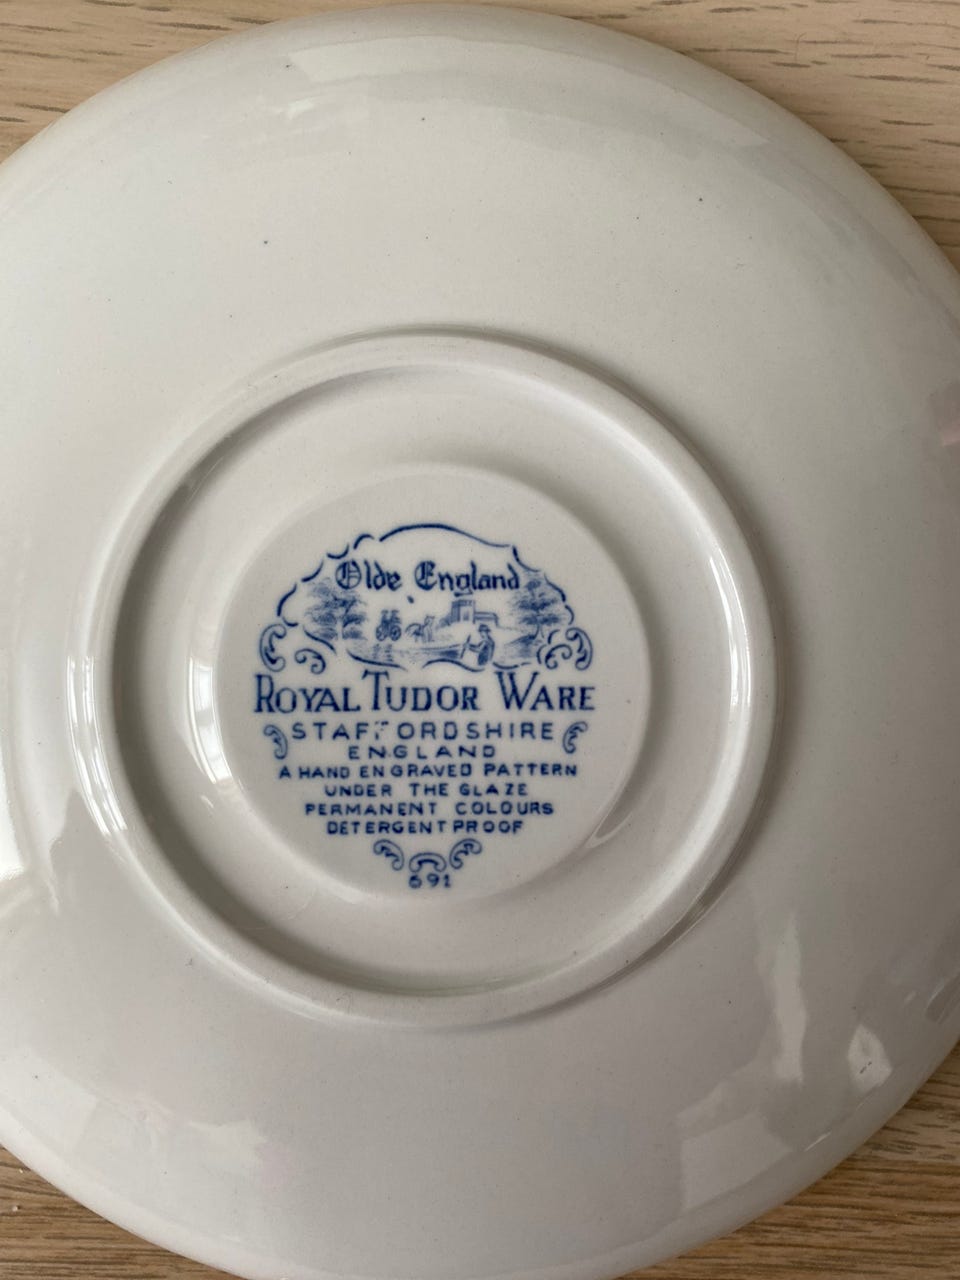 Olde England
ROYAL TUDOR WARE
STAFFORDSHIRE
ENGLAND
A HAND ENGRAVED PATTERN
UNDER THE GLAZE
PERMANENT COLOURS
DETERGENT PROOF
691